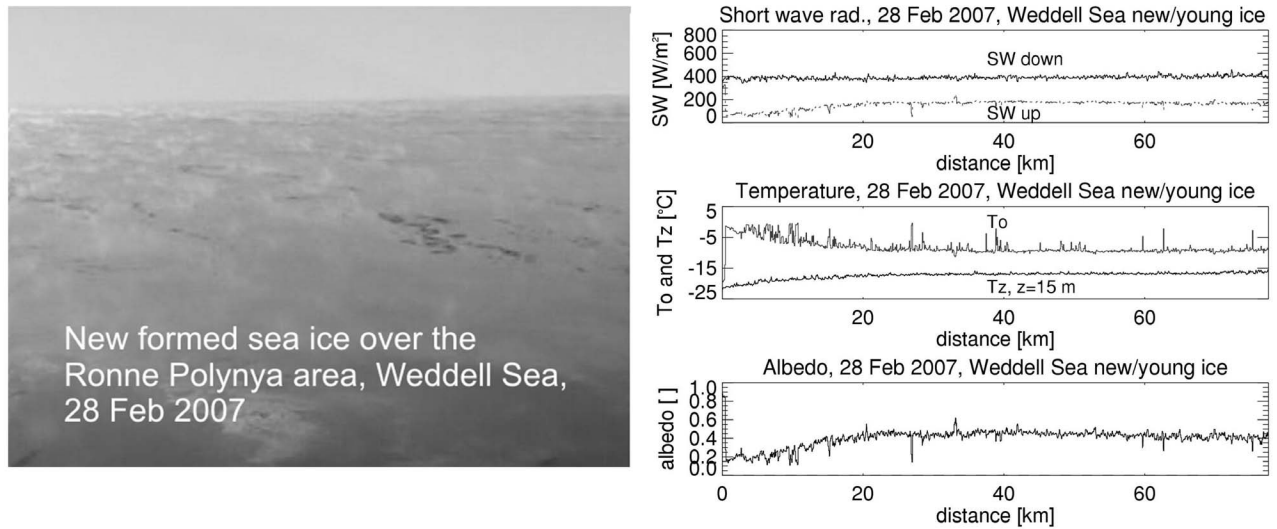 New formed sea ice over the
Ronne Polynya area, Weddell Sea,
28 Feb 2007
Short wave rad., 28 Feb 2007, Weddell Sea new/young ice
SW [W/m²]
800
600
400
200
0
SW down
SW up
20
40
60
distance [km]
Temperature, 28 Feb 2007, Weddell Sea new/young ice
To and Tz [°C]
5
-5
-15
-25
To
Tz, z=15 m
20
40
60
distance [km]
Albedo, 28 Feb 2007, Weddell Sea new/young ice
albedo [ ]
1.0
0.8
0.6
0.4
0.2
0.0
0
20
40
60
distance [km]